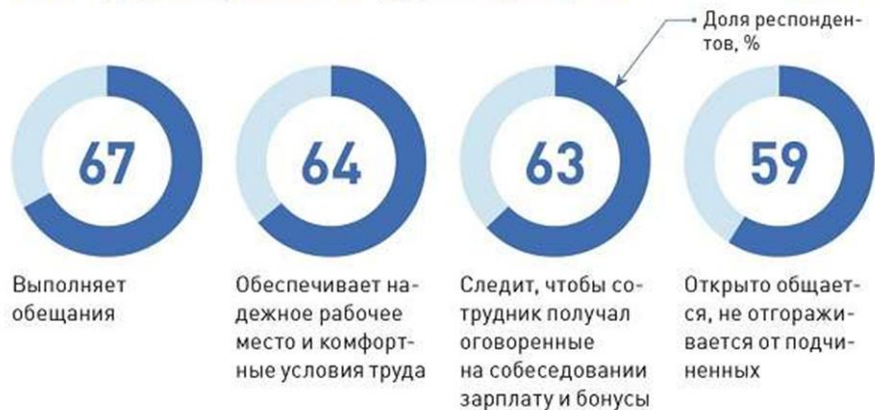 Доля респонден-
тов, %
67
64
63
59
Выполняет
обещания
Обеспечивает на-
дежное рабочее
место и комфорт-
ные условия труда
Следит, чтобы со-
трудник получал
оговоренные
на собеседовании
зарплату и бонусы
Открыто общает-
ся, не отгоражи-
вается от подчи-
ненных